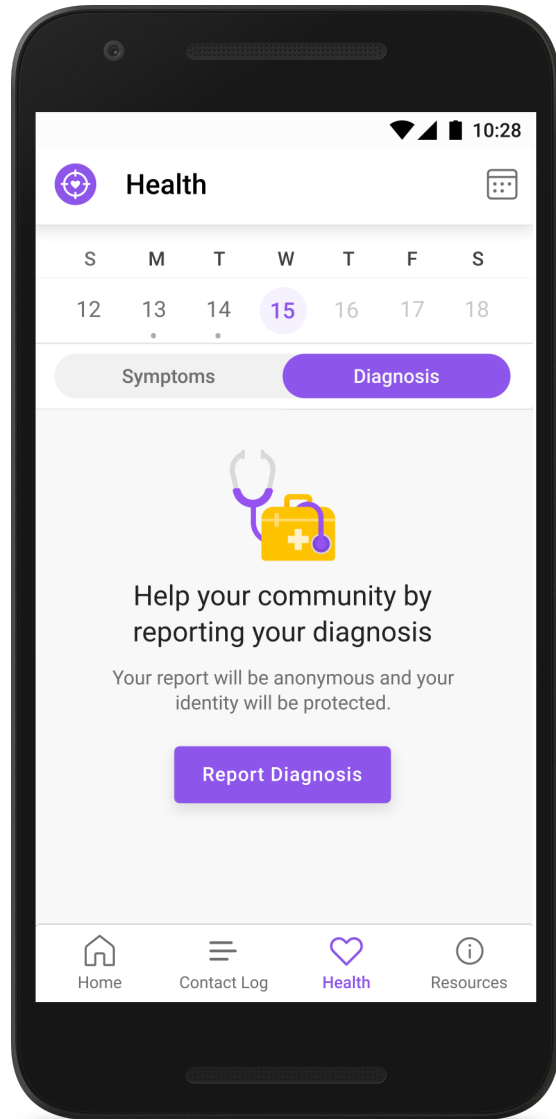 10:28
Health
S M T W T F S
12 13 14 15 16 17 18
Symptoms Diagnosis
Help your community by
reporting your diagnosis
Your report will be anonymous and your
identity will be protected.
Report Diagnosis
Home Contact Log Health Resources